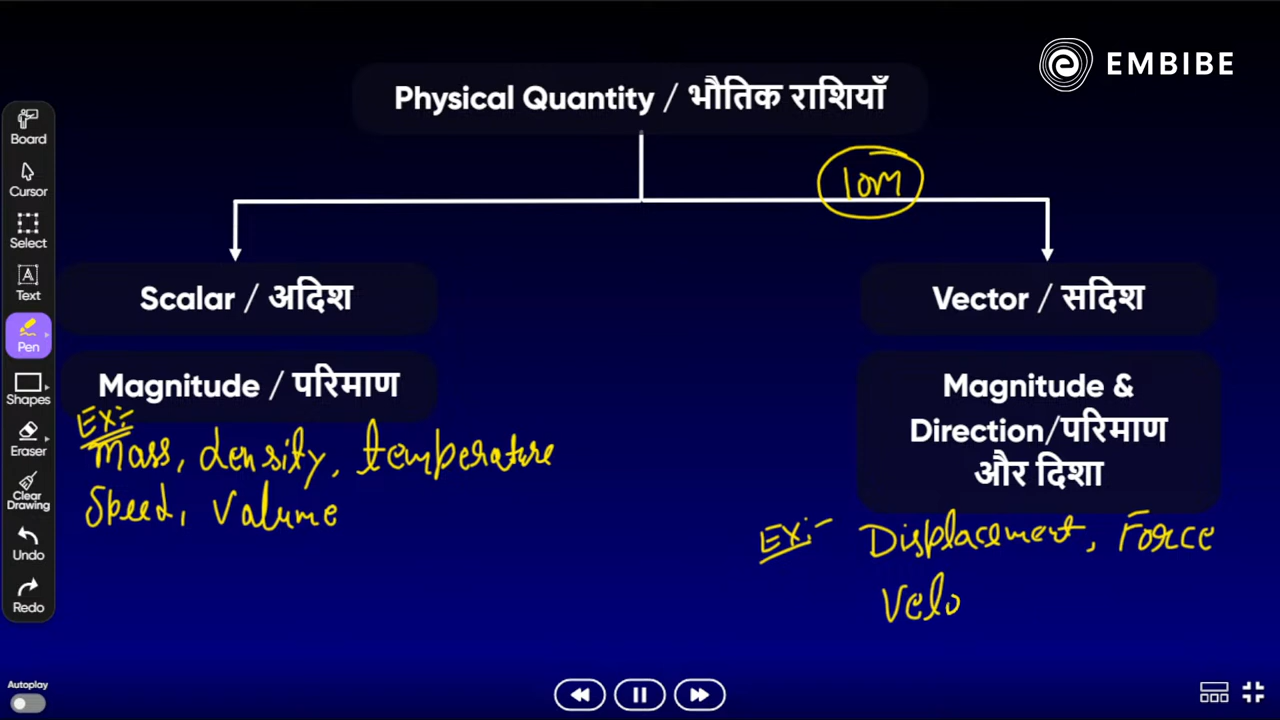 EMBIBE
Physical Quantity / भौतिक राशियाँ
10m
Scalar / अदिश
Vector / सदिश
Magnitude / परिमाण
Magnitude &
Direction/परिमाण
और दिशा
Ex:-
Mass, density, temperature
Speed, Volume
Ex:- Displacement, Force
Velo
Board
Cursor
Select
Text
Pen
Shapes
Eraser
Clear
Drawing
Undo
Redo
Autoplay